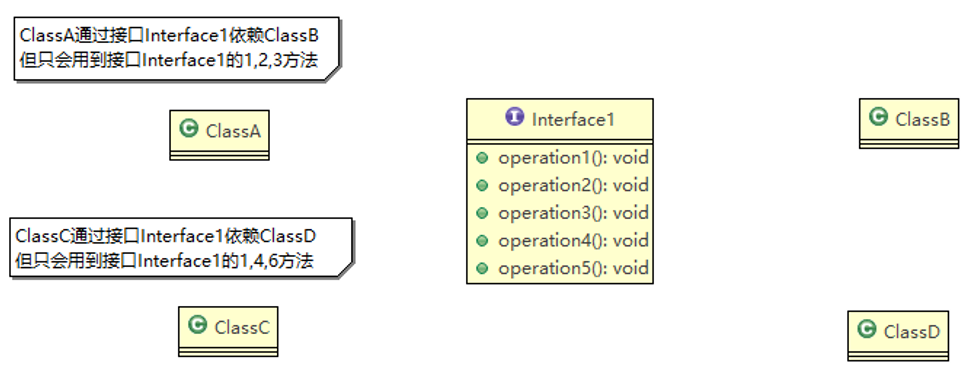 ClassA通过接口Interface1依赖ClassB
但只会用到接口Interface1的1,2,3方法
C ClassA
I Interface1
operation1(): void
operation2(): void
operation3(): void
operation4(): void
operation5(): void
C ClassB
ClassC通过接口Interface1依赖ClassD
但只会用到接口Interface1的1,4,6方法
C ClassC
C ClassD